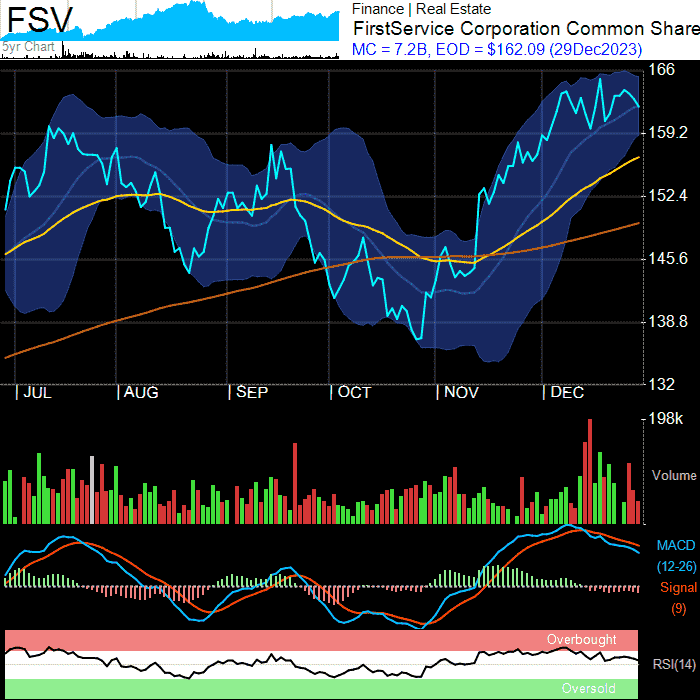 FSV
5yr Chart
Finance | Real Estate
FirstService Corporation Common Share
MC = 7.2B, EOD = $162.09 (29Dec2023)
166
159.2
152.4
145.6
138.8
132
JUL AUG SEP OCT NOV DEC
198k
Volume
MACD
(12-26)
Signal
(9)
Overbought
RSI(14)
Oversold